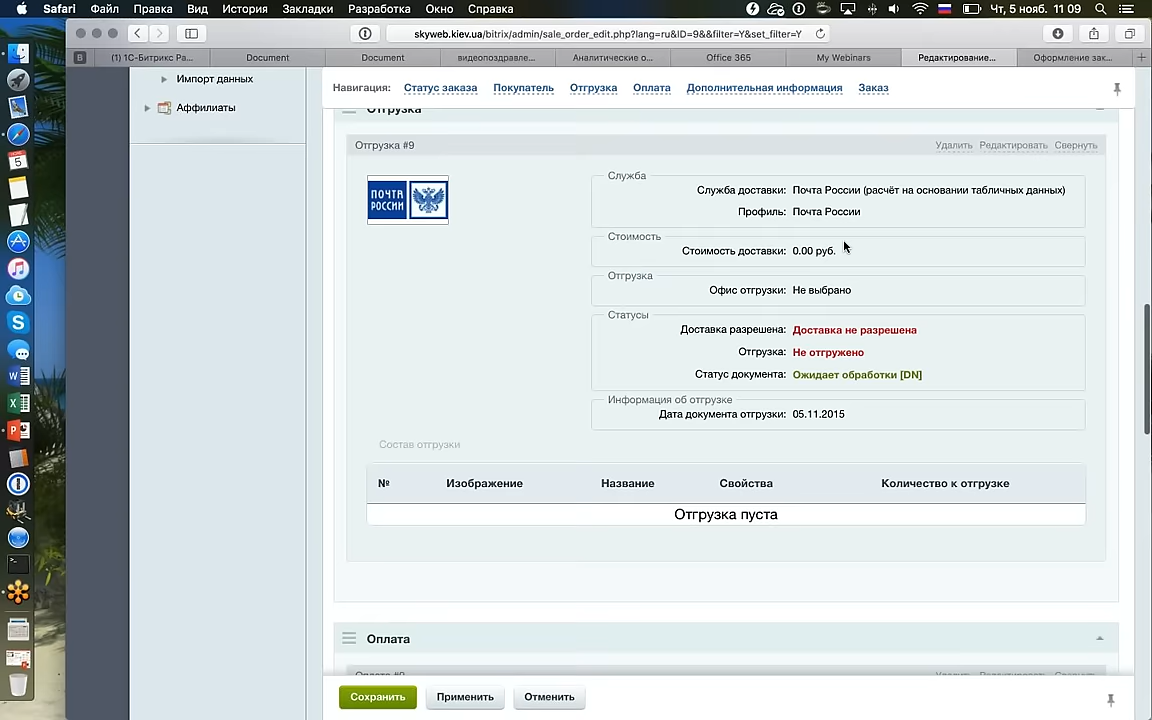 Safari Файл Правка Вид История Закладки Разработка Окно Справка Чт, 5 нояб. 11 09
skyweb.kiev.ua/bitrix/admin/sale_order_edit.php?lang=ru&ID=9&&filter=Y&set_filter=Y
B (1) 1С-Битрикс Ра... Document Document видеопоздравле... Аналитические о... Office 365 My Webinars Редактирование... Оформление зак...
Импорт данных
Аффилиаты
Навигация: Статус заказа Покупатель Отгрузка Оплата Дополнительная информация Заказ
Отгрузка
Отгрузка #9 Удалить Редактировать Свернуть
ПОЧТА РОССИИ
Служба
Служба доставки: Почта России (расчёт на основании табличных данных)
Профиль: Почта России
Стоимость
Стоимость доставки: 0.00 руб.
Отгрузка
Офис отгрузки: Не выбрано
Статусы
Доставка разрешена: Доставка не разрешена
Отгрузка: Не отгружено
Статус документа: Ожидает обработки [DN]
Информация об отгрузке
Дата документа отгрузки: 05.11.2015
Состав отгрузки
№ Изображение Название Свойства Количество к отгрузке
Отгрузка пуста
Оплата
Сохранить Применить Отменить